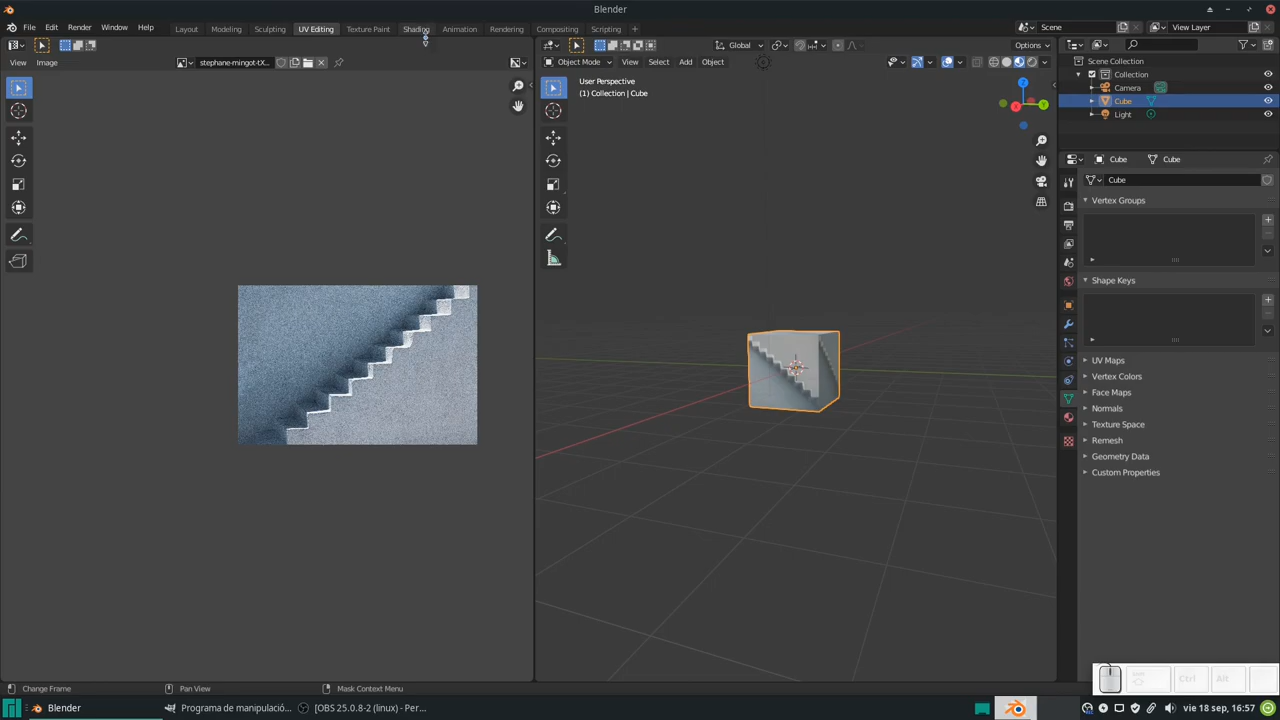 Blender
File Edit Render Window Help Layout Modeling Sculpting UV Editing Texture Paint Shading Animation Rendering Compositing Scripting + Scene View Layer
Global Options
View Image stephane-mingot-tX... Object Mode View Select Add Object
User Perspective
(1) Collection | Cube
Scene Collection
Collection
Camera
Cube
Light
Cube Cube
Cube
Vertex Groups
Shape Keys
UV Maps
Vertex Colors
Face Maps
Normals
Texture Space
Remesh
Geometry Data
Custom Properties
Ctrl Alt
Change Frame Pan View Mask Context Menu
Blender Programa de manipulació... [OBS 25.0.8-2 (linux) - Per... vie 18 sep, 16:57